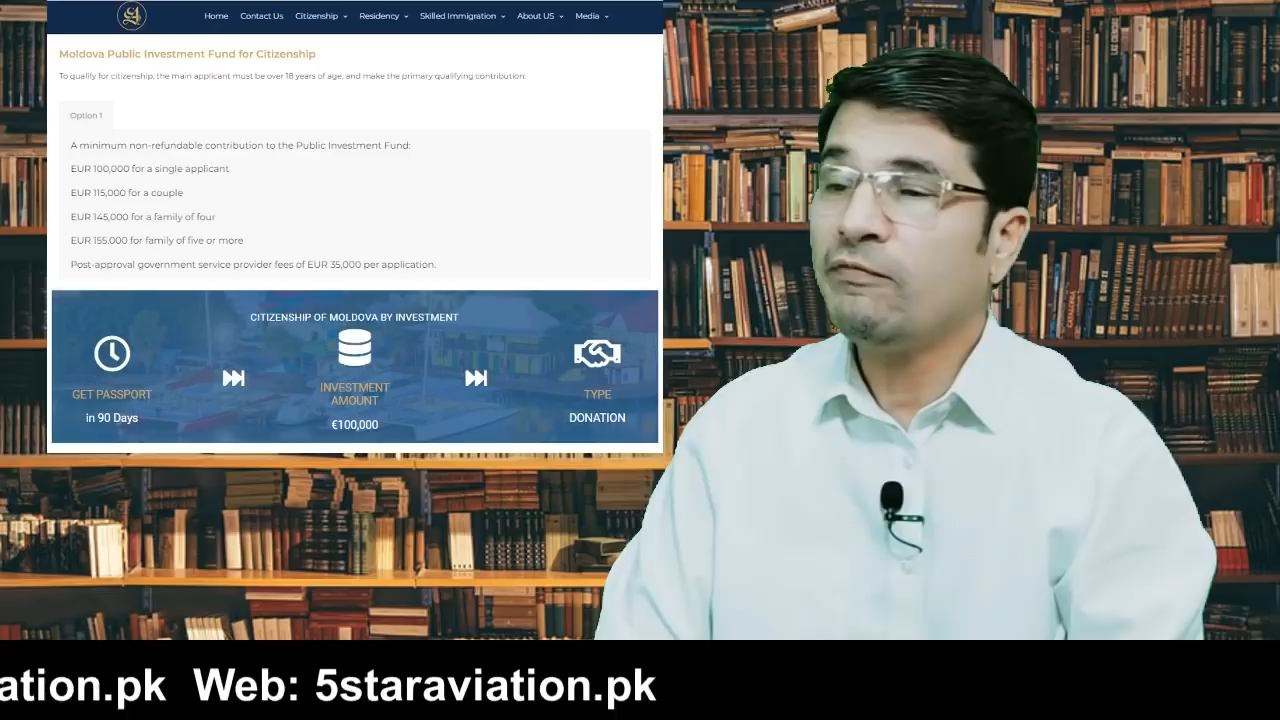 Home Contact Us Citizenship Residency Skilled Immigration About US Media
Moldova Public Investment Fund for Citizenship
To qualify for citizenship, the main applicant must be over 18 years of age, and make the primary qualifying contribution:
Option 1
A minimum non-refundable contribution to the Public Investment Fund:
EUR 100,000 for a single applicant
EUR 115,000 for a couple
EUR 145,000 for a family of four
EUR 155,000 for family of five or more
Post-approval government service provider fees of EUR 35,000 per application.
CITIZENSHIP OF MOLDOVA BY INVESTMENT
GET PASSPORT
in 90 Days
INVESTMENT
AMOUNT
€100,000
TYPE
DONATION
ation.pk Web: 5staraviation.pk